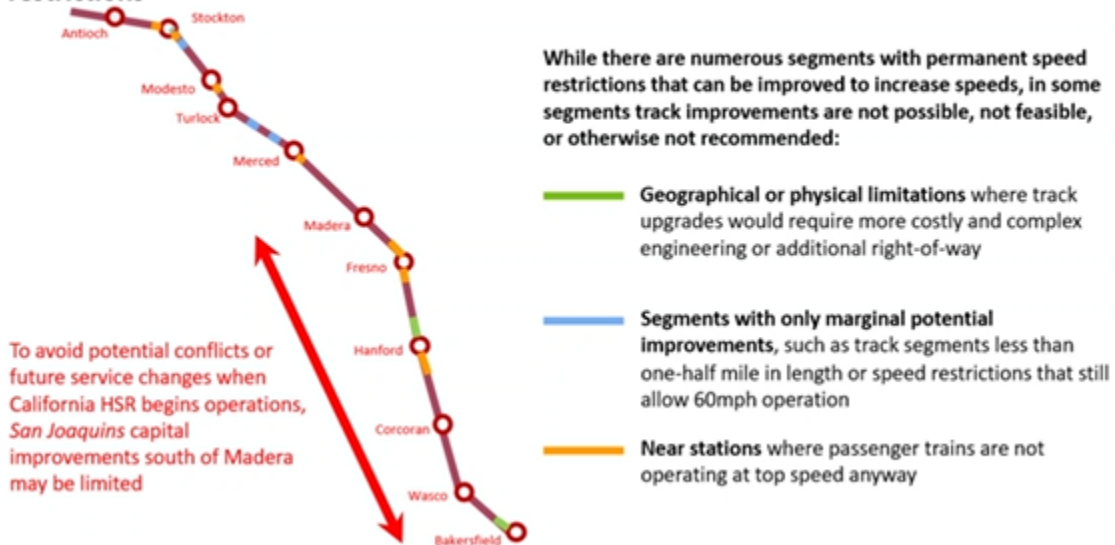 Stockton
Antioch
Modesto
Turlock
Merced
Madera
Fresno
Hanford
Corcoran
Wasco
Bakersfield
To avoid potential conflicts or
future service changes when
California HSR begins operations,
San Joaquins capital
improvements south of Madera
may be limited
While there are numerous segments with permanent speed
restrictions that can be improved to increase speeds, in some
segments track improvements are not possible, not feasible,
or otherwise not recommended:
Geographical or physical limitations where track
upgrades would require more costly and complex
engineering or additional right-of-way
Segments with only marginal potential
improvements, such as track segments less than
one-half mile in length or speed restrictions that still
allow 60mph operation
Near stations where passenger trains are not
operating at top speed anyway